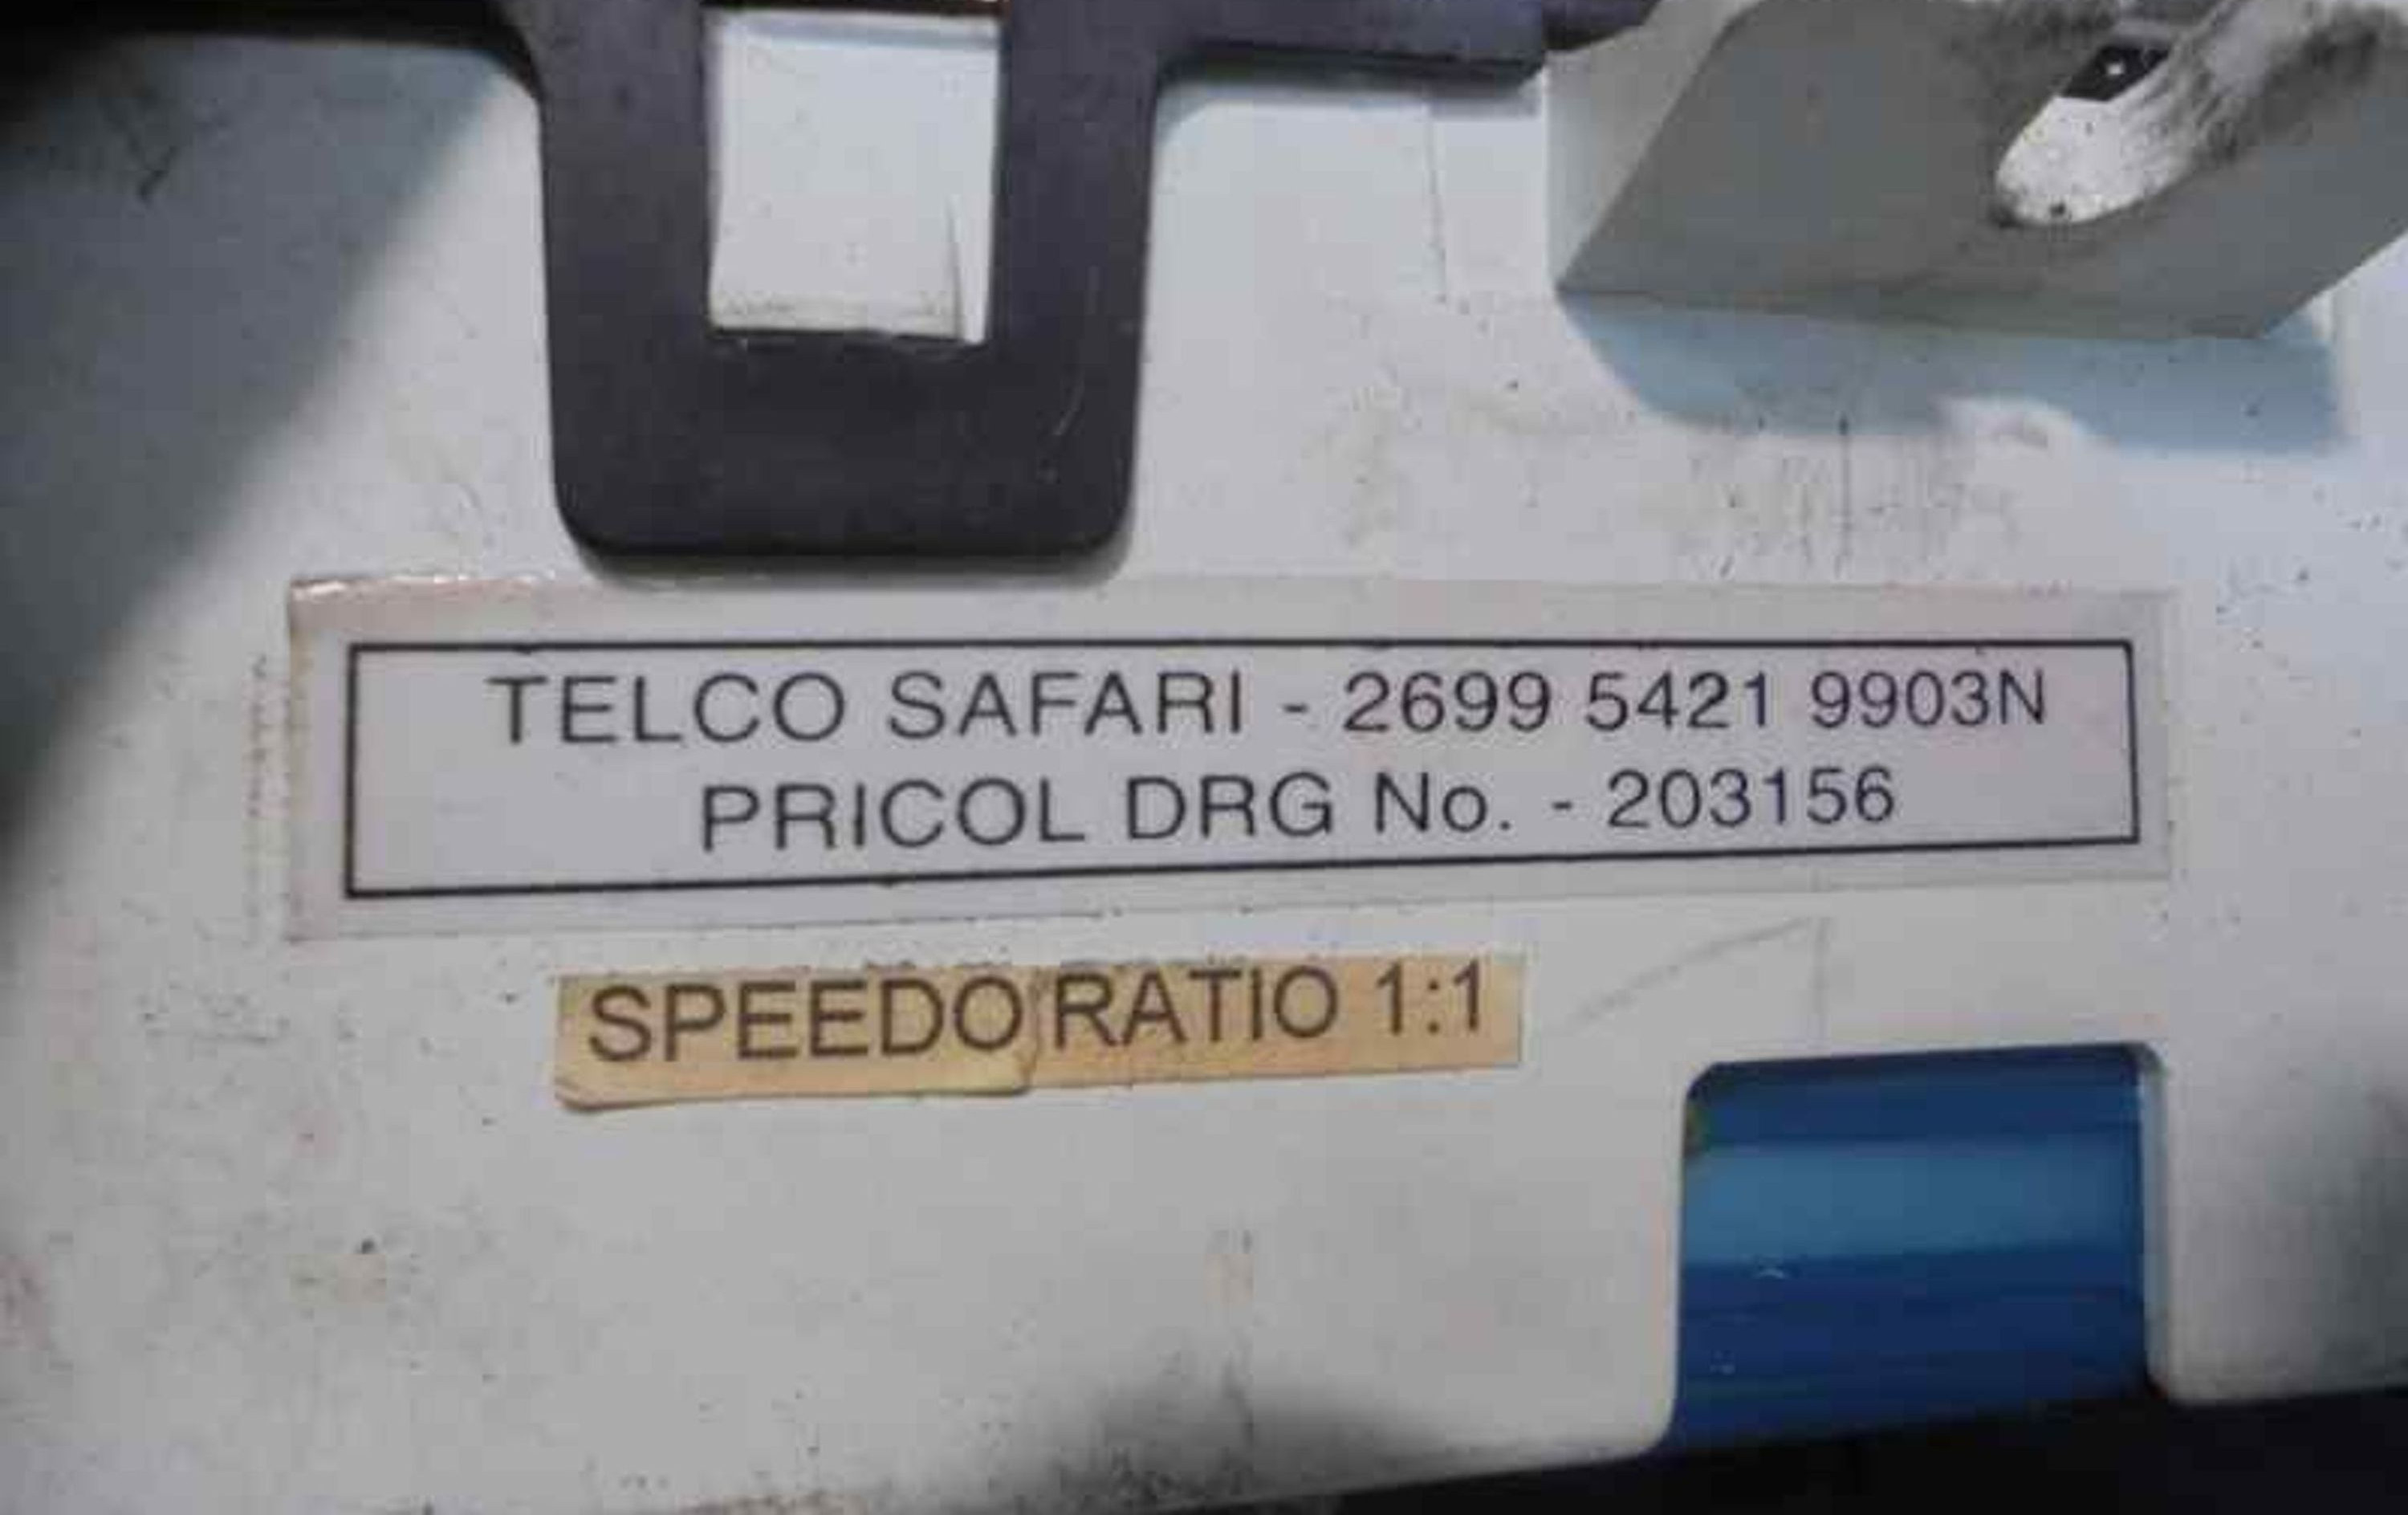 TELCO SAFARI - 2699 5421 9903N
PRICOL DRG No. - 203156
SPEEDO RATIO 1:1